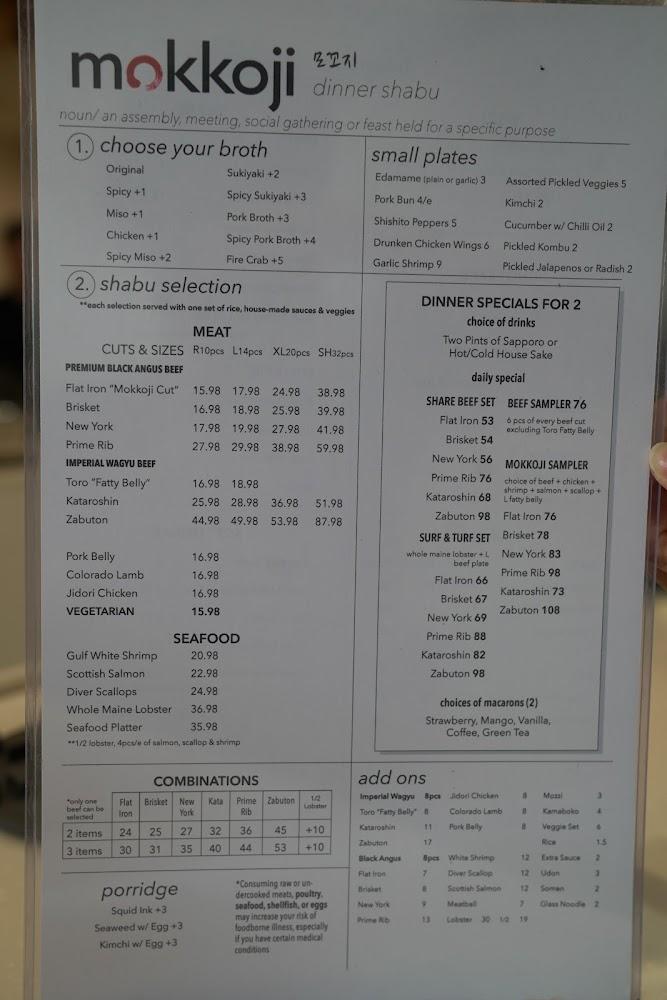 mokkoji 모꼬지
dinner shabu
noun/ an assembly, meeting, social gathering or feast held for a specific purpose
1. choose your broth
Original
Spicy +1
Miso +1
Chicken +1
Spicy Miso +2
Sukiyaki +2
Spicy Sukiyaki +3
Pork Broth +3
Spicy Pork Broth +4
Fire Crab +5
small plates
Edamame (plain or garlic) 3
Pork Bun 4/e
Shishito Peppers 5
Drunken Chicken Wings 6
Garlic Shrimp 9
Assorted Pickled Veggies 5
Kimchi 2
Cucumber w/ Chilli Oil 2
Pickled Kombu 2
Pickled Jalapenos or Radish 2
2. shabu selection
**each selection served with one set of rice, house-made sauces & veggies
MEAT
CUTS & SIZES R10pcs L14pcs XL20pcs SH32pcs
PREMIUM BLACK ANGUS BEEF
Flat Iron "Mokkoji Cut" 15.98 17.98 24.98 38.98
Brisket 16.98 18.98 25.98 39.98
New York 17.98 19.98 27.98 41.98
Prime Rib 27.98 29.98 38.98 59.98
IMPERIAL WAGYU BEEF
Toro "Fatty Belly" 16.98 18.98
Kataroshin 25.98 28.98 36.98 51.98
Zabuton 44.98 49.98 53.98 87.98
Pork Belly 16.98
Colorado Lamb 16.98
Jidori Chicken 16.98
VEGETARIAN 15.98
SEAFOOD
Gulf White Shrimp 20.98
Scottish Salmon 22.98
Diver Scallops 24.98
Whole Maine Lobster 36.98
Seafood Platter 35.98
**1/2 lobster, 4pcs/e of salmon, scallop & shrimp
DINNER SPECIALS FOR 2
choice of drinks
Two Pints of Sapporo or
Hot/Cold House Sake
daily special
SHARE BEEF SET
Flat Iron 53
Brisket 54
New York 56
Prime Rib 76
Kataroshin 68
Zabuton 98
SURF & TURF SET
whole maine lobster + L
beef plate
Flat Iron 66
Brisket 67
New York 69
Prime Rib 88
Kataroshin 82
Zabuton 98
BEEF SAMPLER 76
6 pcs of every beef cut
excluding Toro Fatty Belly
MOKKOJI SAMPLER
choice of beef + chicken +
shrimp + salmon + scallop +
L fatty belly
Flat Iron 76
Brisket 78
New York 83
Prime Rib 98
Kataroshin 73
Zabuton 108
choices of macarons (2)
Strawberry, Mango, Vanilla,
Coffee, Green Tea
COMBINATIONS
*only one
beef can be
selected
Flat Iron Brisket New York Kata Prime Rib Zabuton 1/2 Lobster
2 items 24 25 27 32 36 45 +10
3 items 30 31 35 40 44 53 +10
porridge
Squid Ink +3
Seaweed w/ Egg +3
Kimchi w/ Egg +3
*Consuming raw or un-
dercooked meats, poultry,
seafood, shellfish, or eggs
may increase your risk of
foodborne illness, especially
if you have certain medical
conditions
add ons
Imperial Wagyu 8pcs
Toro "Fatty Belly" 8
Kataroshin 11
Zabuton 17
Black Angus 8pcs
Flat Iron 7
Brisket 8
New York 9
Prime Rib 13
Jidori Chicken 8
Colorado Lamb 8
Pork Belly 8
White Shrimp 12
Diver Scallop 12
Scottish Salmon 12
Meatball 7
Lobster 30 1/2 19
Mozzi 3
Kamaboko 4
Veggie Set 6
Rice 1.5
Extra Sauce 2
Udon 3
Soman 2
Glass Noodle 2